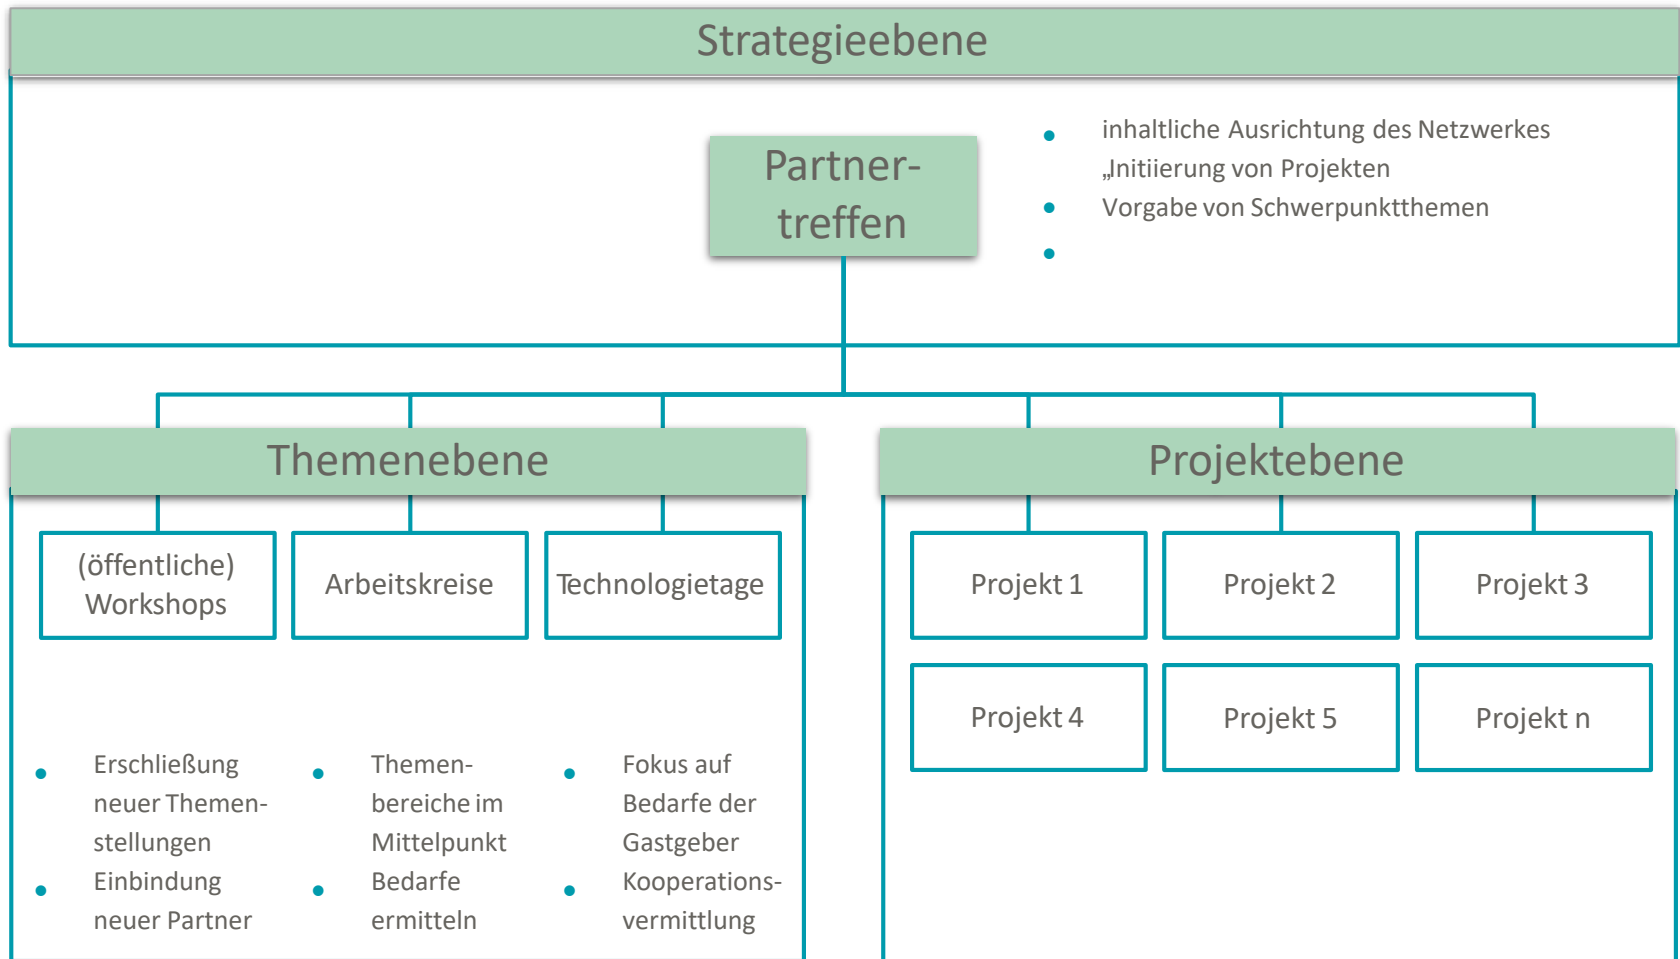 Strategieebene
Partner-
treffen
inhaltliche Ausrichtung des Netzwerkes
„Initiierung von Projekten
Vorgabe von Schwerpunktthemen
Themenebene
(öffentliche)
Workshops
Arbeitskreise
Technologietage
Erschließung
neuer Themen-
stellungen
Einbindung
neuer Partner
Themen-
bereiche im
Mittelpunkt
Bedarfe
ermitteln
Fokus auf
Bedarfe der
Gastgeber
Kooperations-
vermittlung
Projektebene
Projekt 1
Projekt 2
Projekt 3
Projekt 4
Projekt 5
Projekt n